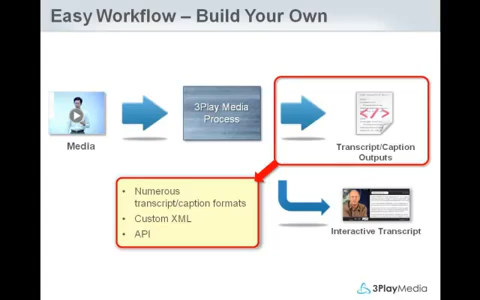 Easy Workflow – Build Your Own
3Play Media
Process
</>
Media
Transcript/Caption
Outputs
• Numerous
transcript/caption formats
• Custom XML
• API
Interactive Transcript
3PlayMedia